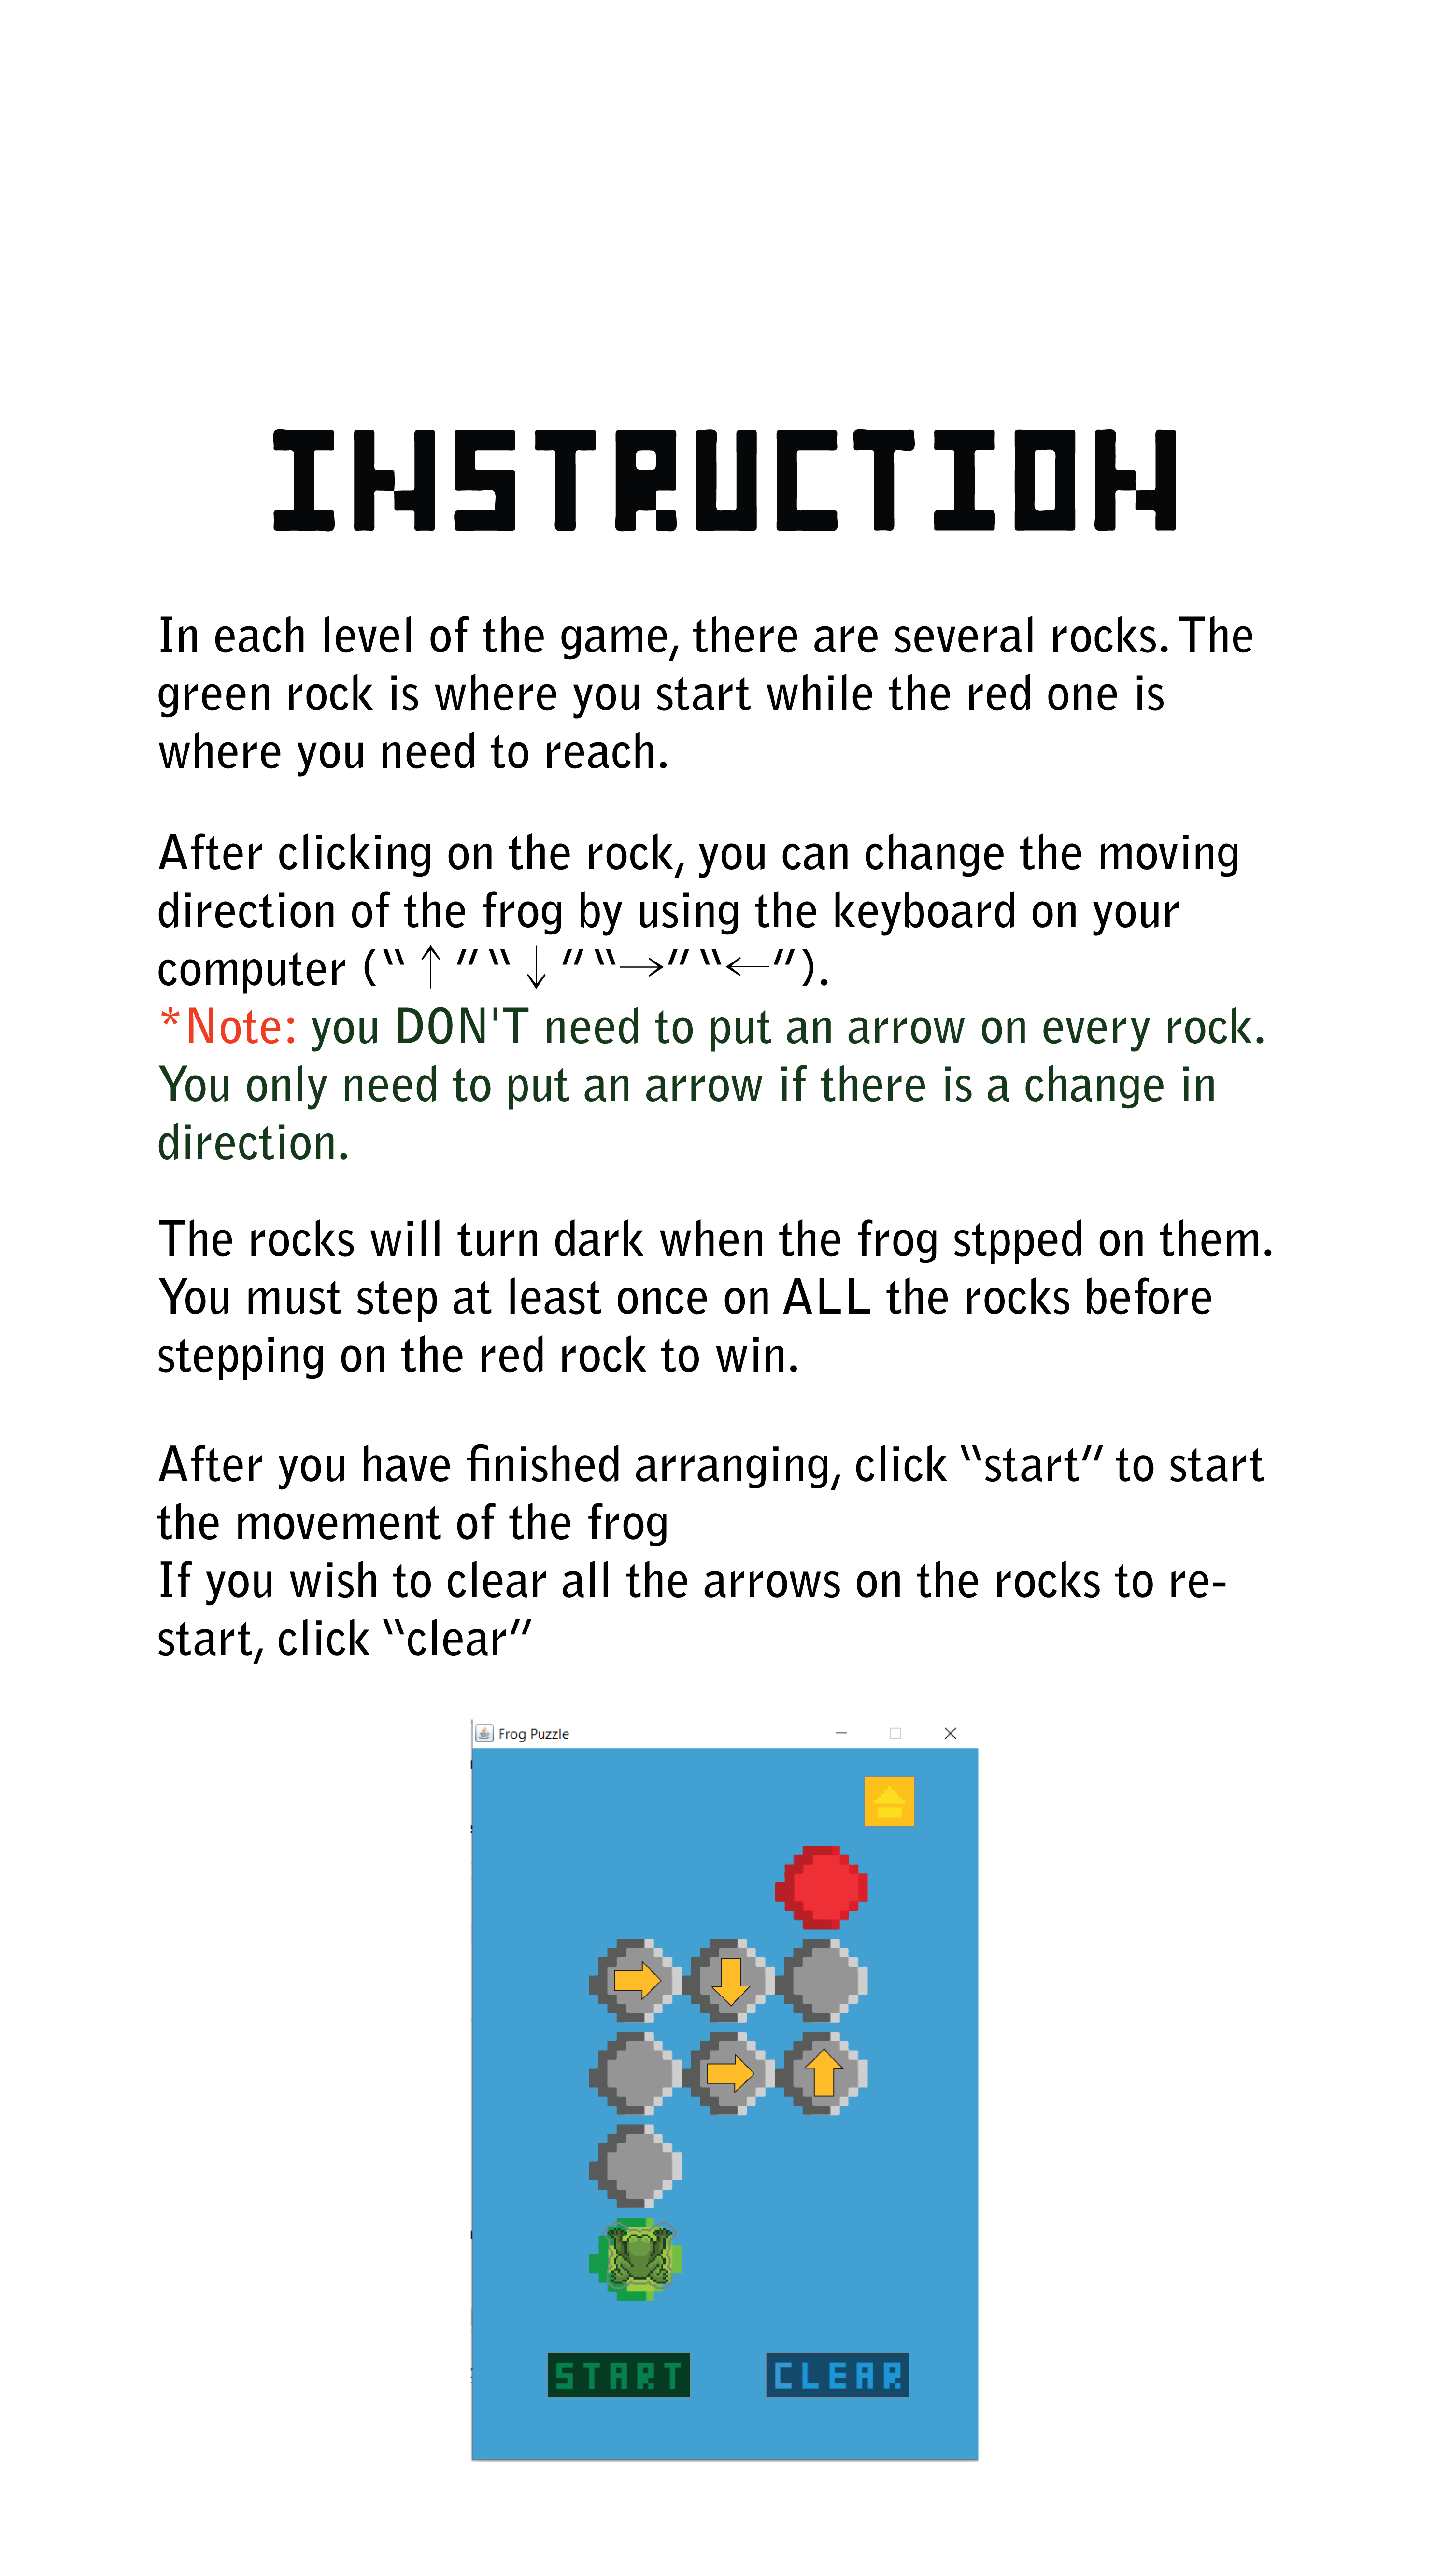 INSTRUCTION
In each level of the game, there are several rocks. The
green rock is where you start while the red one is
where you need to reach.
After clicking on the rock, you can change the moving
direction of the frog by using the keyboard on your
computer (“↑”“↓”“→”“←”).
*Note: you DON'T need to put an arrow on every rock.
You only need to put an arrow if there is a change in
direction.
The rocks will turn dark when the frog stpped on them.
You must step at least once on ALL the rocks before
stepping on the red rock to win.
After you have finished arranging, click “start” to start
the movement of the frog
If you wish to clear all the arrows on the rocks to re-
start, click “clear”
Frog Puzzle
START CLEAR